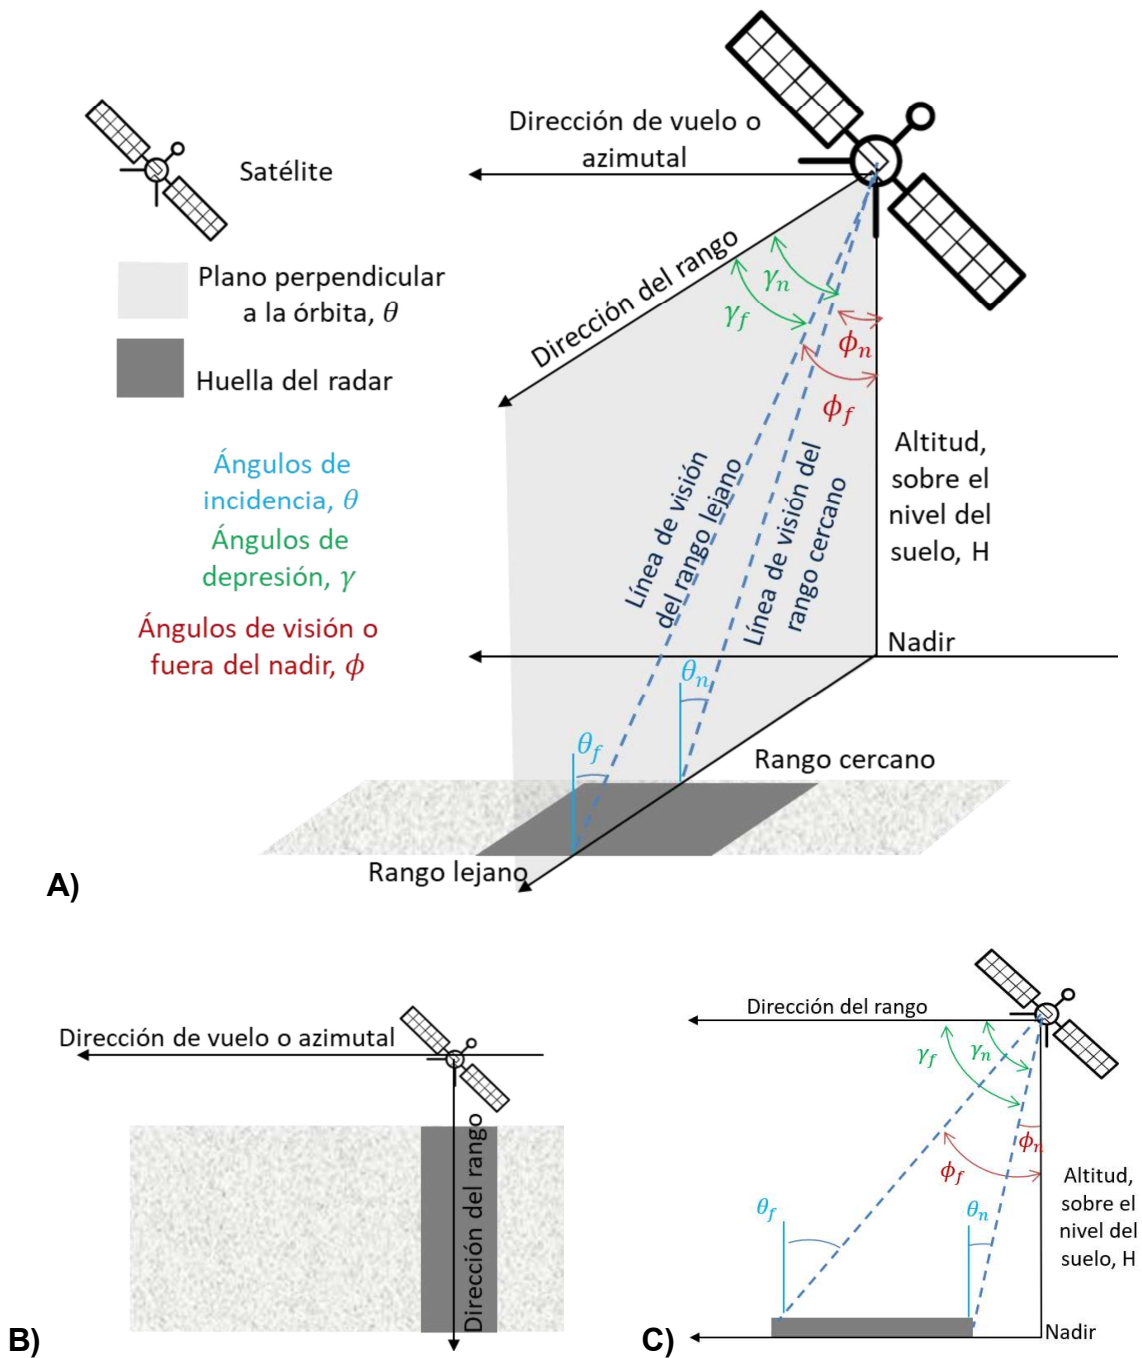 Dirección de vuelo o
azimutal
Satélite
Plano perpendicular
a la órbita, θ
Huella del radar
Ángulos de
incidencia, θ
Ángulos de
depresión, γ
Ángulos de visión o
fuera del nadir, ϕ
Dirección del rango
γn
γf
ϕn
ϕf
Línea de visión
del rango lejano
Línea de visión del
rango cercano
Altitud,
sobre el
nivel del
suelo, H
Nadir
θn
θf
Rango cercano
Rango lejano
A)
Dirección de vuelo o azimutal
Dirección del rango
B)
Dirección del rango
γf
γn
ϕn
ϕf
Altitud,
sobre el
nivel del
suelo, H
θf
θn
Nadir
C)